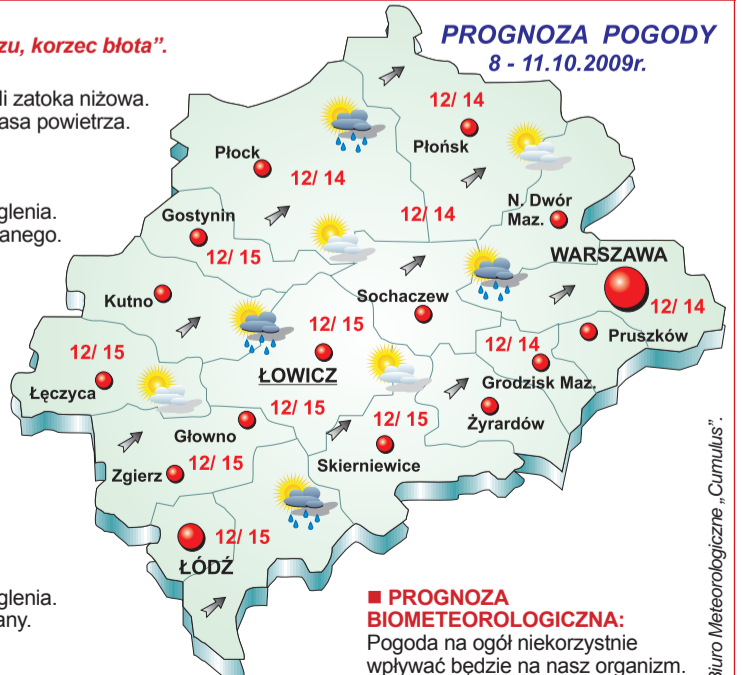 zu, korzec błota”.
li zatoka niżowa.
asa powietrza.
glenia.
anego.
glenia.
any.
PROGNOZA POGODY
8 - 11.10.2009r.
12/ 14
Płońsk
Płock
12/ 14
12/ 14
N. Dwór
Maz.
Gostynin
12/ 15
WARSZAWA
12/ 14
Kutno
Sochaczew
12/ 15
ŁOWICZ
Pruszków
12/ 14
Grodzisk Maz.
12/ 15
Łęczyca
Żyrardów
12/ 15
Głowno
12/ 15
Skierniewice
Zgierz
12/ 15
12/ 15
ŁÓDŹ
■ PROGNOZA
BIOMETEOROLOGICZNA:
Pogoda na ogół niekorzystnie
wpływać będzie na nasz organizm.
Biuro Meteorologiczne „Cumulus”.